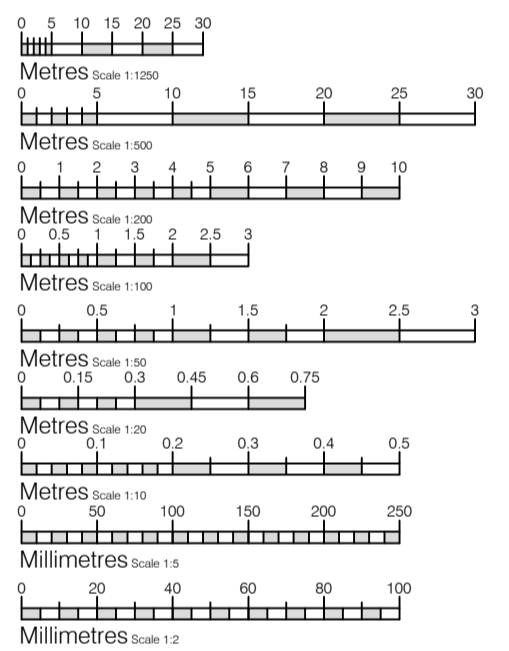 0 5 10 15 20 25 30
Metres Scale 1:1250
0 5 10 15 20 25 30
Metres Scale 1:500
0 1 2 3 4 5 6 7 8 9 10
Metres Scale 1:200
0 0.5 1 1.5 2 2.5 3
Metres Scale 1:100
0 0.5 1 1.5 2 2.5 3
Metres Scale 1:50
0 0.15 0.3 0.45 0.6 0.75
Metres Scale 1:20
0 0.1 0.2 0.3 0.4 0.5
Metres Scale 1:10
0 50 100 150 200 250
Millimetres Scale 1:5
0 20 40 60 80 100
Millimetres Scale 1:2